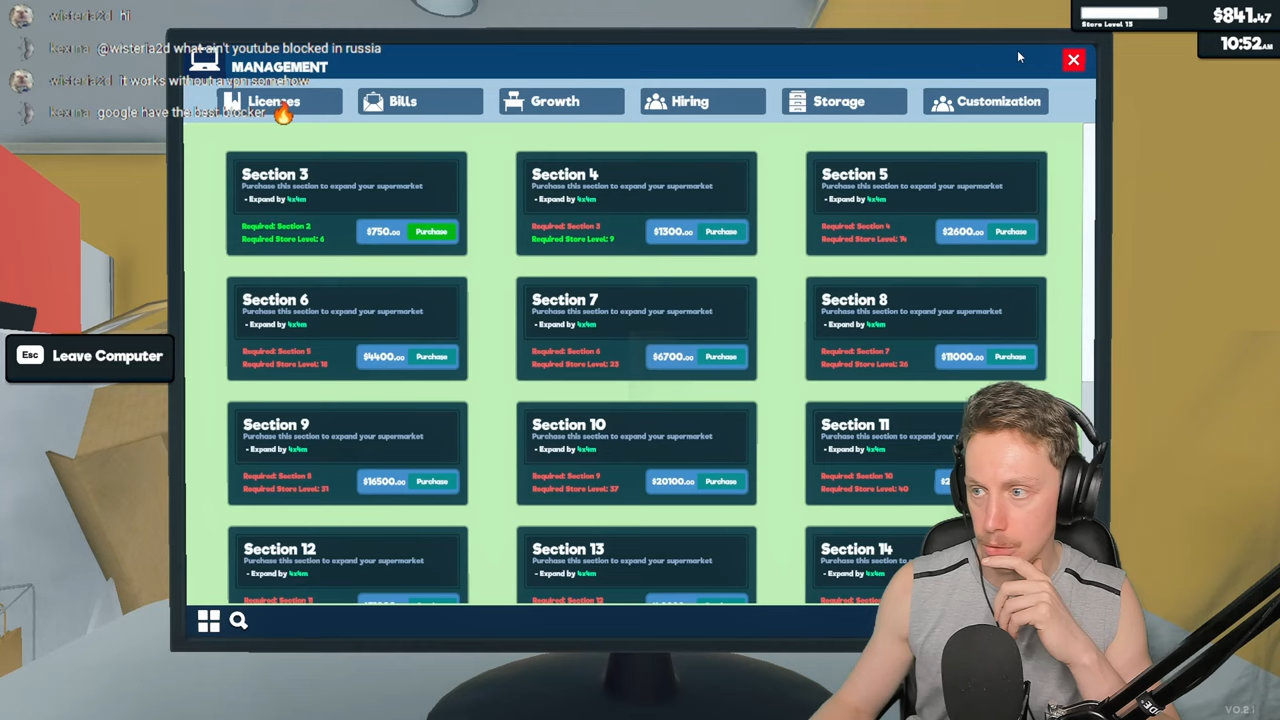 wisteria2d hi
kexma @wisteria2d what ain't youtube blocked in russia
wisteria2d it works without a vpn somehow
kexma google have the best blocker 🔥
Store Level 13
$841.47
10:52AM
MANAGEMENT
Licenses
Bills
Growth
Hiring
Storage
Customization
Section 3
Purchase this section to expand your supermarket
- Expand by 4x4m
Required: Section 2
Required Store Level: 6
$750.00
Purchase
Section 4
Purchase this section to expand your supermarket
- Expand by 4x4m
Required: Section 3
Required Store Level: 9
$1300.00
Purchase
Section 5
Purchase this section to expand your supermarket
- Expand by 4x4m
Required: Section 4
Required Store Level: 14
$2600.00
Purchase
Section 6
Purchase this section to expand your supermarket
- Expand by 4x4m
Required: Section 5
Required Store Level: 18
$4400.00
Purchase
Section 7
Purchase this section to expand your supermarket
- Expand by 4x4m
Required: Section 6
Required Store Level: 23
$6700.00
Purchase
Section 8
Purchase this section to expand your supermarket
- Expand by 4x4m
Required: Section 7
Required Store Level: 26
$11000.00
Purchase
Section 9
Purchase this section to expand your supermarket
- Expand by 4x4m
Required: Section 8
Required Store Level: 31
$16500.00
Purchase
Section 10
Purchase this section to expand your supermarket
- Expand by 4x4m
Required: Section 9
Required Store Level: 37
$20100.00
Purchase
Section 11
Purchase this section to expand
- Expand by 4x4m
Required: Section 10
Required Store Level: 40
Section 12
Purchase this section to expand your supermarket
- Expand by 4x4m
Required: Section 11
Section 13
Purchase this section to expand your supermarket
- Expand by 4x4m
Required: Section 12
Section 14
Purchase this section to expand
- Expand by 4x4m
Esc Leave Computer
V0.2.1